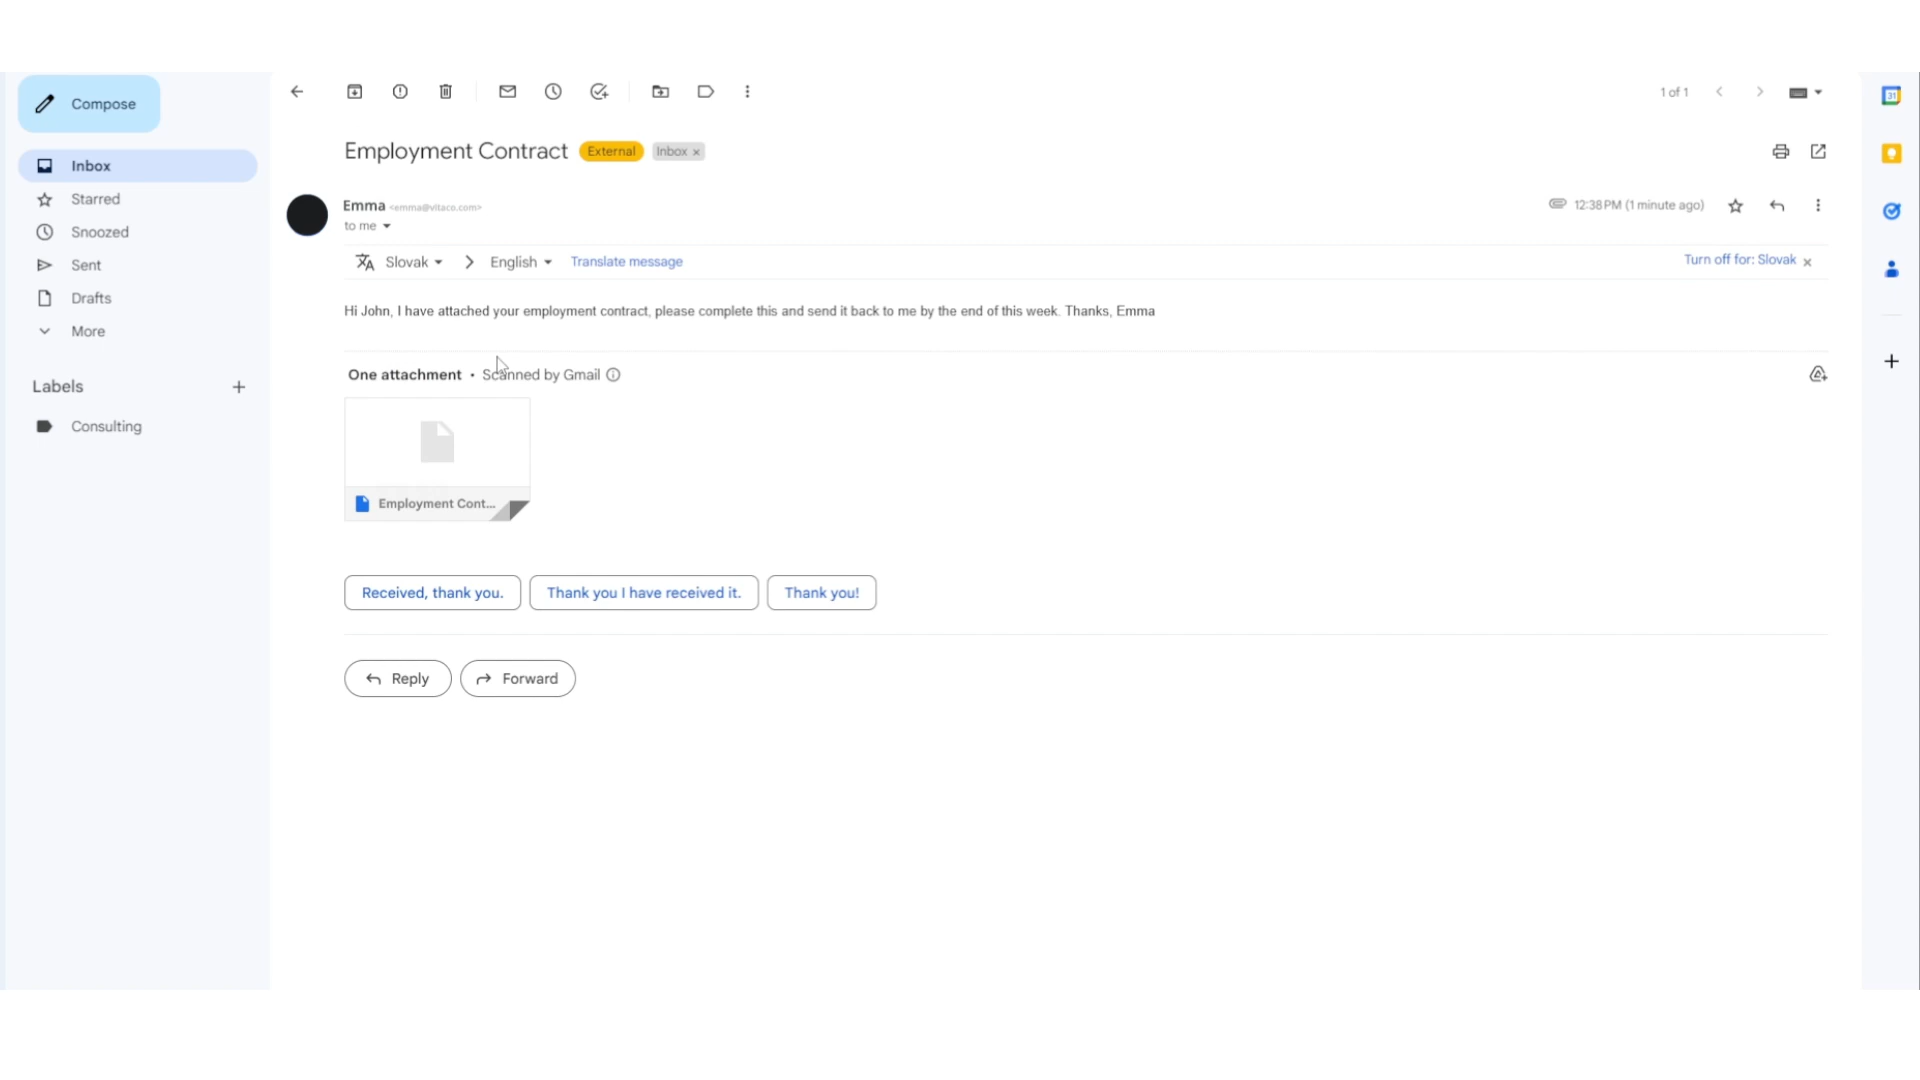 Compose
1 of 1
Employment Contract External Inbox ×
Inbox
Starred
Snoozed
Sent
Drafts
More
Labels
Consulting
Emma <emma@vitaco.com>
12:38 PM (1 minute ago)
to me
Slovak > English Translate message
Turn off for: Slovak ×
Hi John, I have attached your employment contract, please complete this and send it back to me by the end of this week. Thanks, Emma
One attachment • Scanned by Gmail
Employment Cont...
Received, thank you.
Thank you I have received it.
Thank you!
Reply
Forward
31